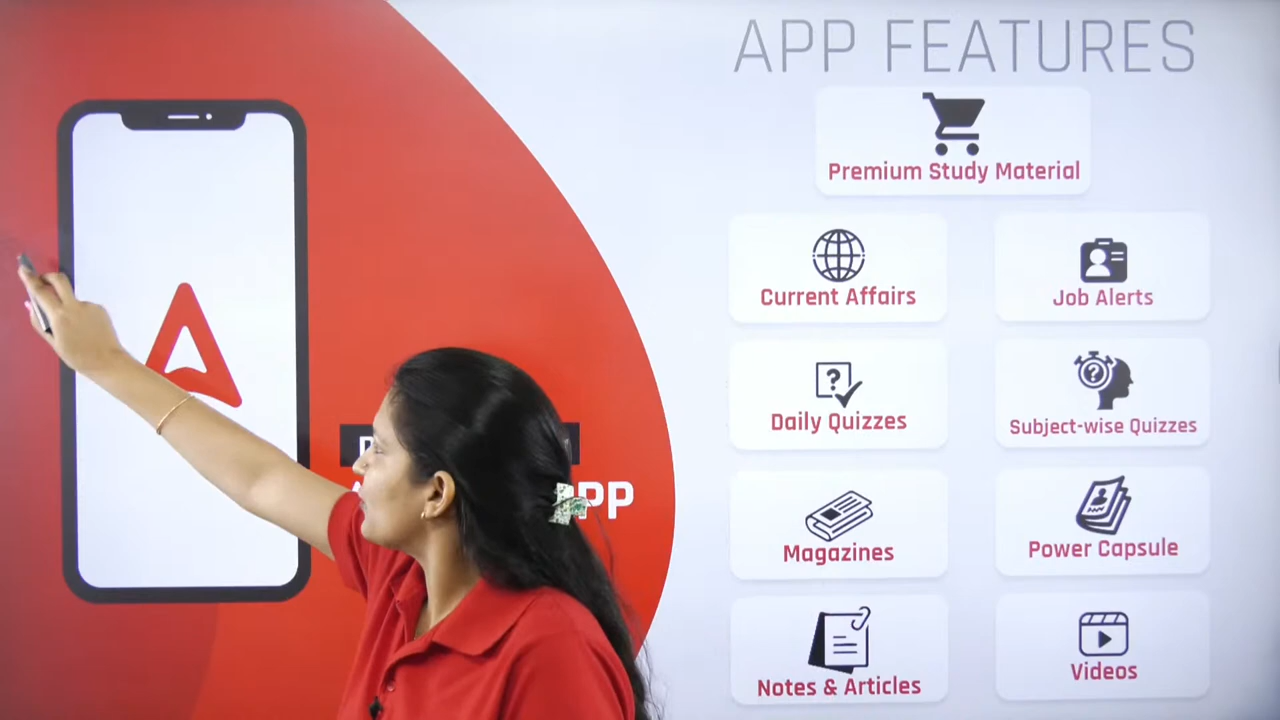 APP FEATURES
Premium Study Material
Current Affairs
Job Alerts
Daily Quizzes
Subject-wise Quizzes
Magazines
Power Capsule
Notes & Articles
Videos